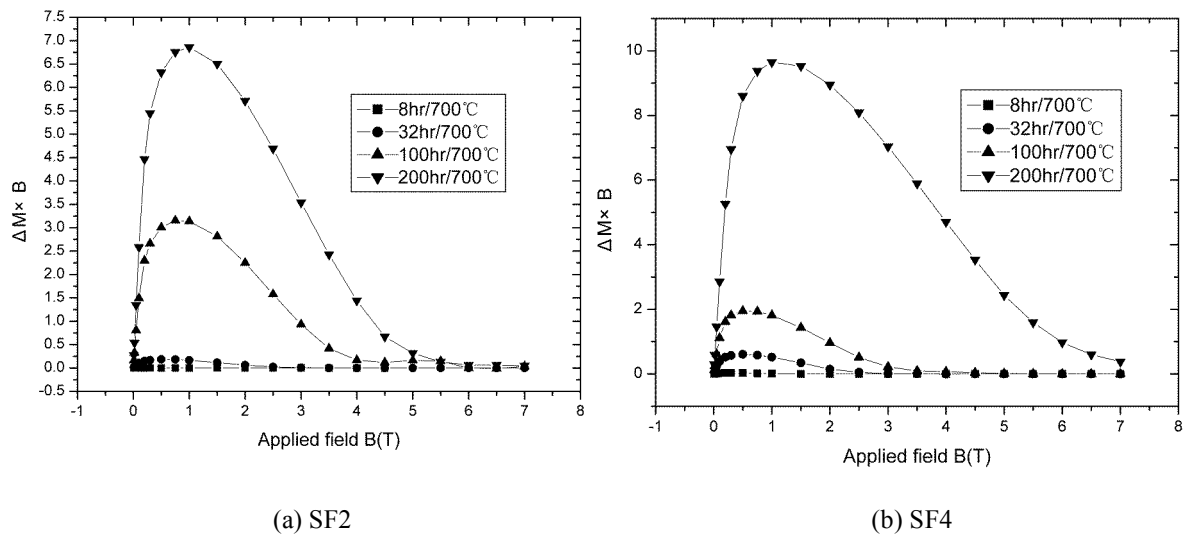 7.5
7.0
6.5
6.0
5.5
5.0
4.5
4.0
3.5
3.0
2.5
2.0
1.5
1.0
0.5
0.0
-0.5
ΔM× B
-1 0 1 2 3 4 5 6 7 8
Applied field B(T)
8hr/700℃
32hr/700℃
100hr/700℃
200hr/700℃
(a) SF2
10
8
6
4
2
0
ΔM× B
-1 0 1 2 3 4 5 6 7 8
Applied field B(T)
8hr/700℃
32hr/700℃
100hr/700℃
200hr/700℃
(b) SF4